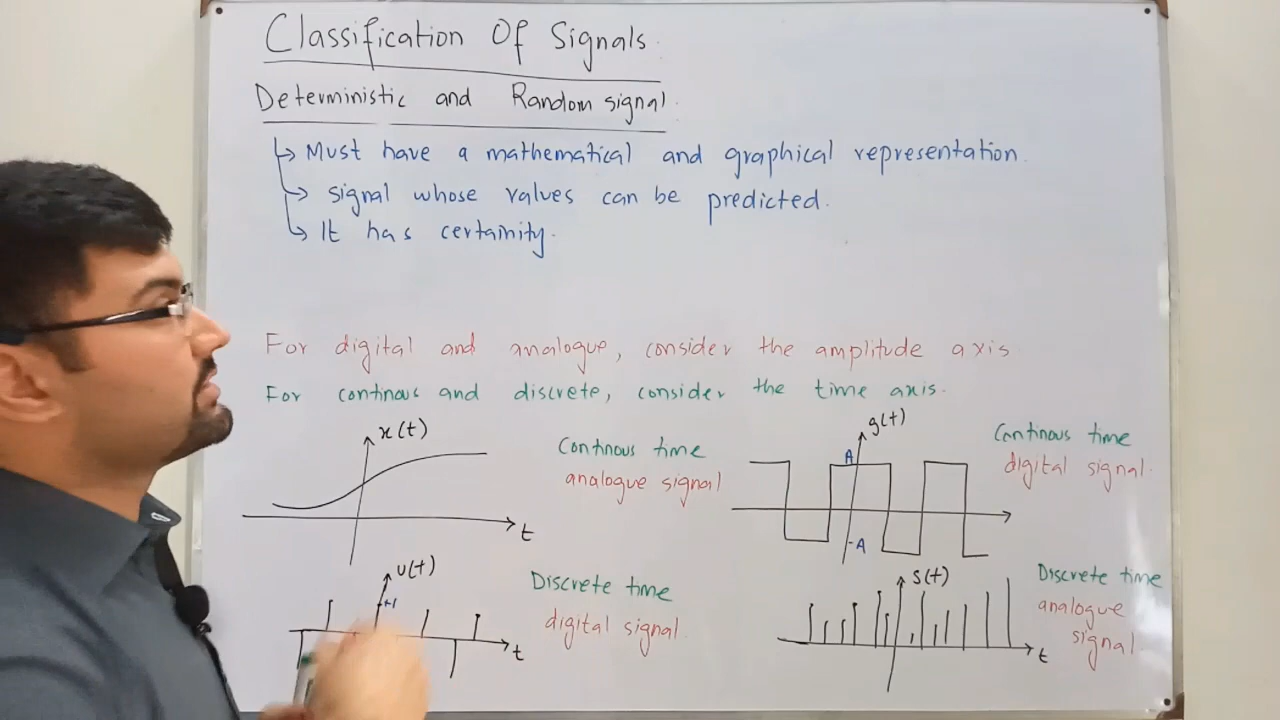 Classification Of Signals.
Deterministic and Random signal.
↳ Must have a mathematical and graphical representation.
↳ signal whose values can be predicted.
↳ It has certainity.
For digital and analogue, consider the amplitude axis
For continous and discrete, consider the time axis.
x(t)
t
Continous time
analogue signal
g(t)
A
-A
Continous time
digital signal.
u(t)
+1
t
Discrete time
digital signal.
s(t)
t
Discrete time
analogue
signal.